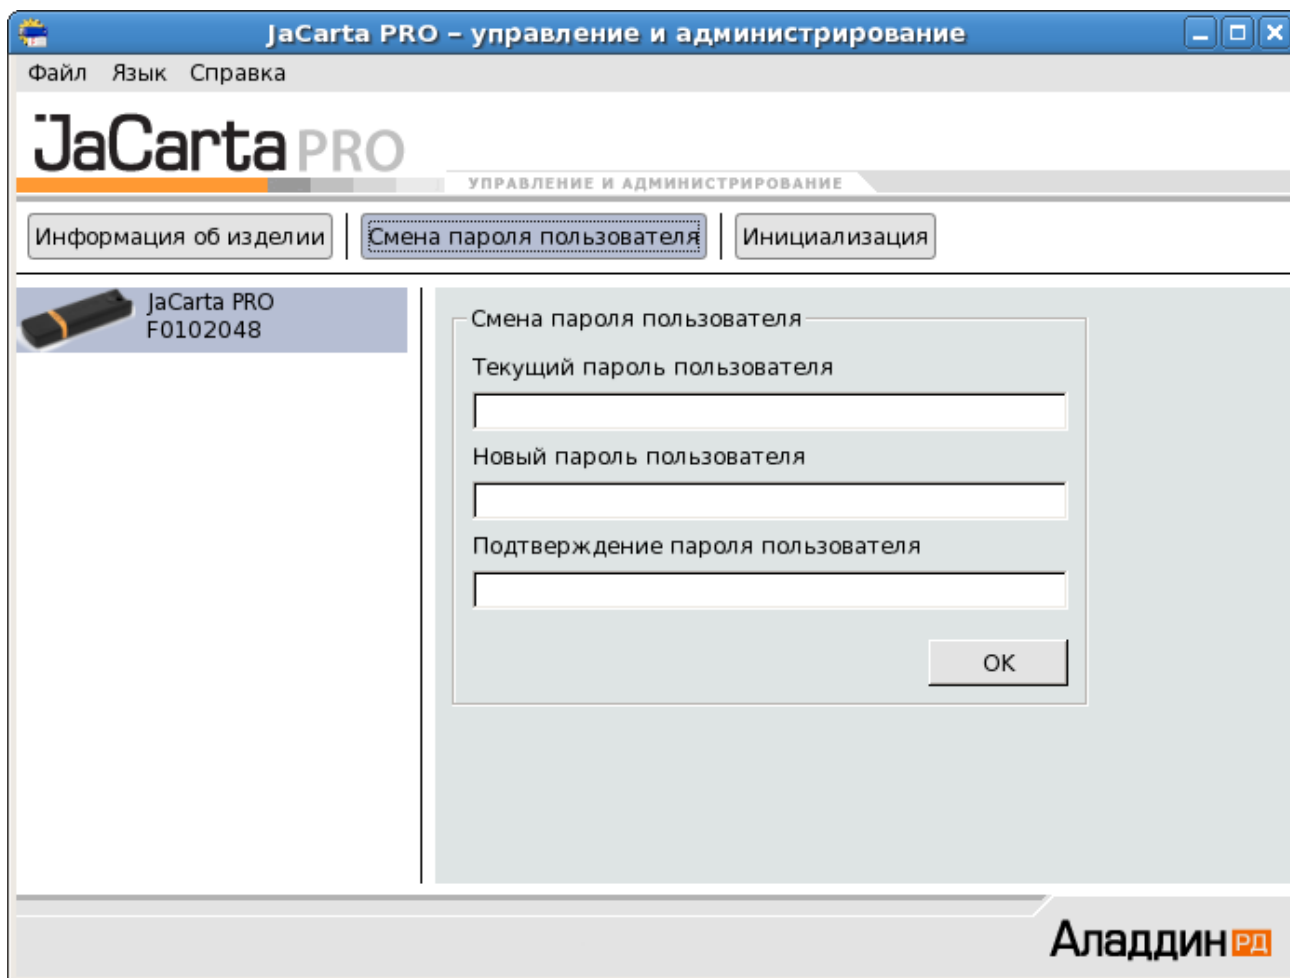 JaCarta PRO – управление и администрирование
Файл Язык Справка
JaCarta PRO
УПРАВЛЕНИЕ И АДМИНИСТРИРОВАНИЕ
Информация об изделии Смена пароля пользователя Инициализация
JaCarta PRO
F0102048
Смена пароля пользователя
Текущий пароль пользователя
Новый пароль пользователя
Подтверждение пароля пользователя
OK
Аладдин РД